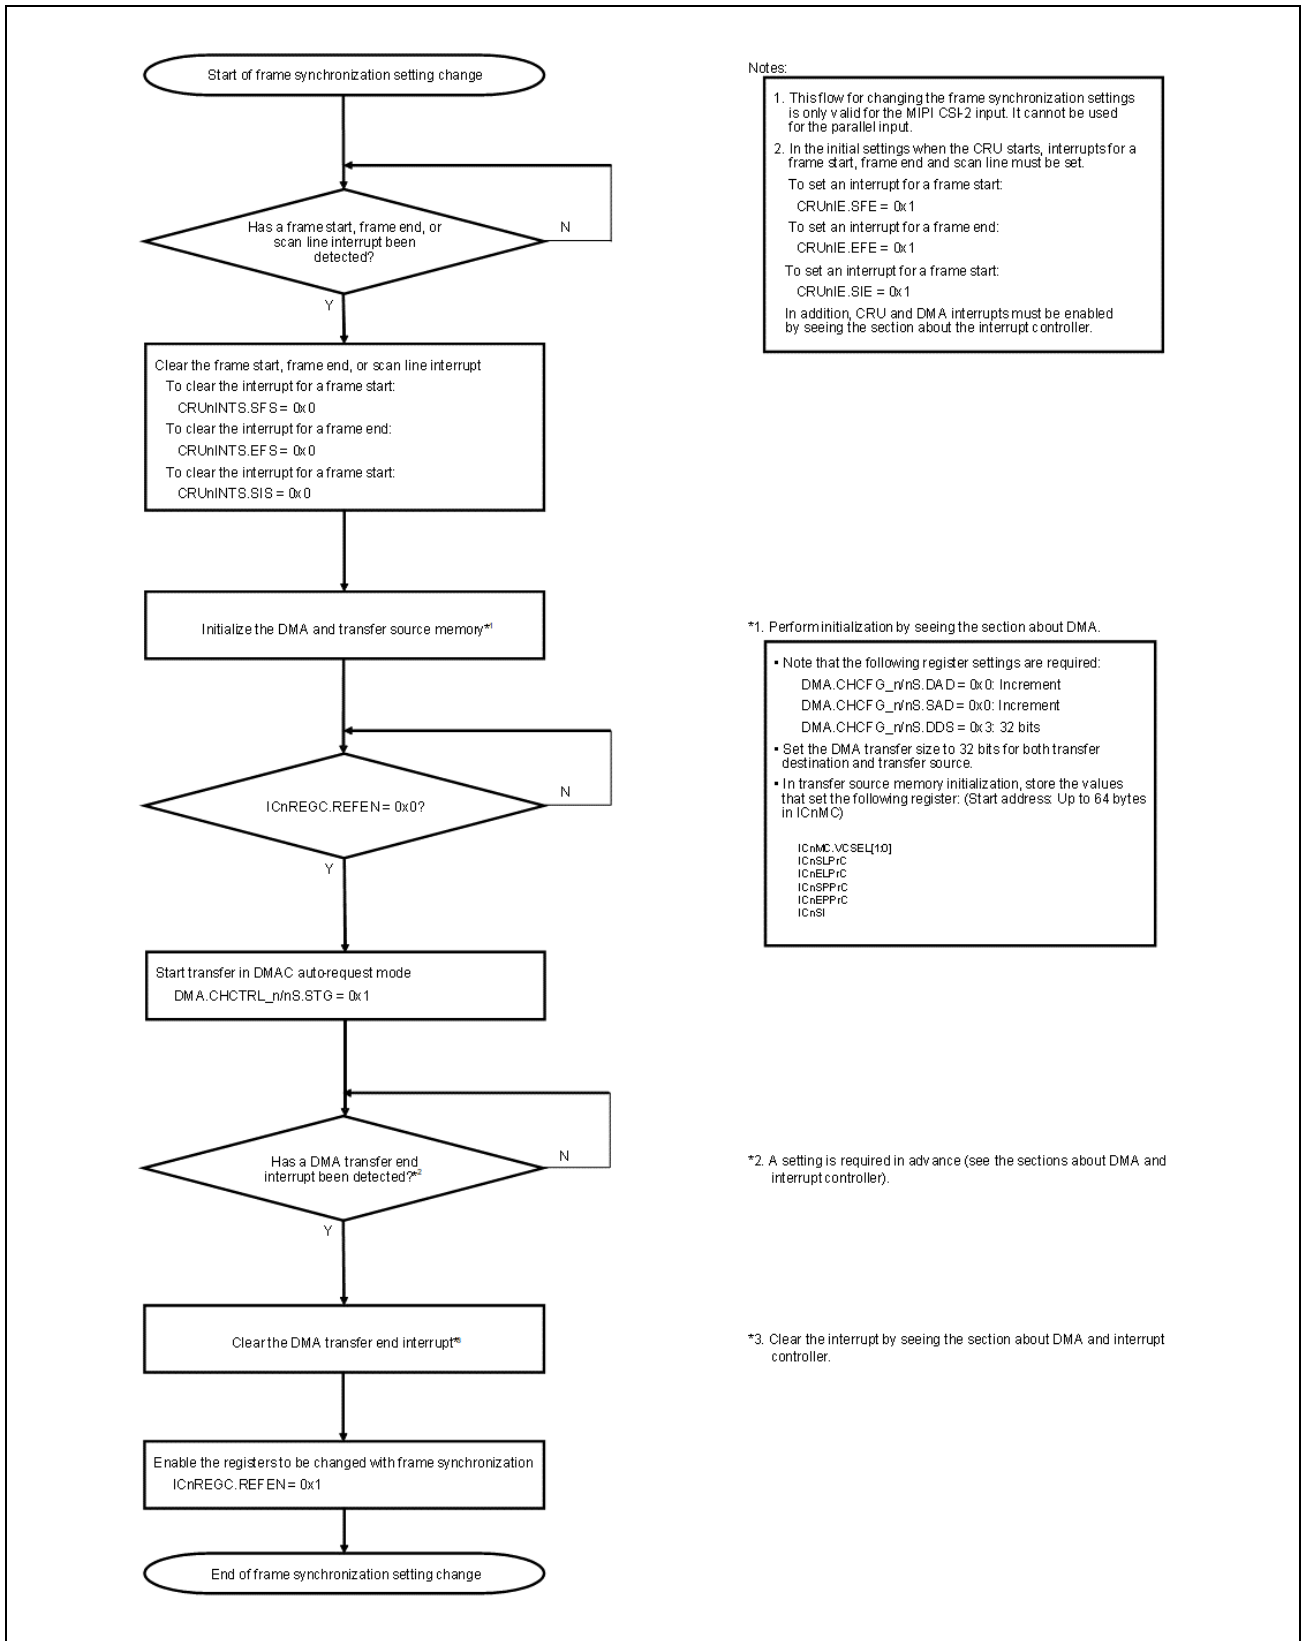 Start of frame synchronization setting change
Has a frame start, frame end, or
scan line interrupt been
detected?
N
Y
Clear the frame start, frame end, or scan line interrupt
To clear the interrupt for a frame start:
CRUnINTS.SFS = 0x0
To clear the interrupt for a frame end:
CRUnINTS.EFS = 0x0
To clear the interrupt for a frame start:
CRUnINTS.SIS = 0x0
Initialize the DMA and transfer source memory*1
ICnREGC.REFEN = 0x0?
N
Y
Start transfer in DMAC auto-request mode
DMA.CHCTRL_n/nS.STG = 0x1
Has a DMA transfer end
interrupt been detected?*2
N
Y
Clear the DMA transfer end interrupt*3
Enable the registers to be changed with frame synchronization
ICnREGC.REFEN = 0x1
End of frame synchronization setting change
Notes:
1. This flow for changing the frame synchronization settings
is only valid for the MIPI CSI-2 input. It cannot be used
for the parallel input.
2. In the initial settings when the CRU starts, interrupts for a
frame start, frame end and scan line must be set.
To set an interrupt for a frame start:
CRUnIE.SFE = 0x1
To set an interrupt for a frame end:
CRUnIE.EFE = 0x1
To set an interrupt for a frame start:
CRUnIE.SIE = 0x1
In addition, CRU and DMA interrupts must be enabled
by seeing the section about the interrupt controller.
*1. Perform initialization by seeing the section about DMA.
▪ Note that the following register settings are required:
DMA.CHCFG_n/nS.DAD = 0x0: Increment
DMA.CHCFG_n/nS.SAD = 0x0: Increment
DMA.CHCFG_n/nS.DDS = 0x3: 32 bits
▪ Set the DMA transfer size to 32 bits for both transfer
destination and transfer source.
▪ In transfer source memory initialization, store the values
that set the following register: (Start address: Up to 64 bytes
in ICnMC)
ICnMC.VCSEL[1:0]
ICnSLPrC
ICnELPrC
ICnSPPrC
ICnEPPrC
ICnSI
*2. A setting is required in advance (see the sections about DMA and
interrupt controller).
*3. Clear the interrupt by seeing the section about DMA and interrupt
controller.